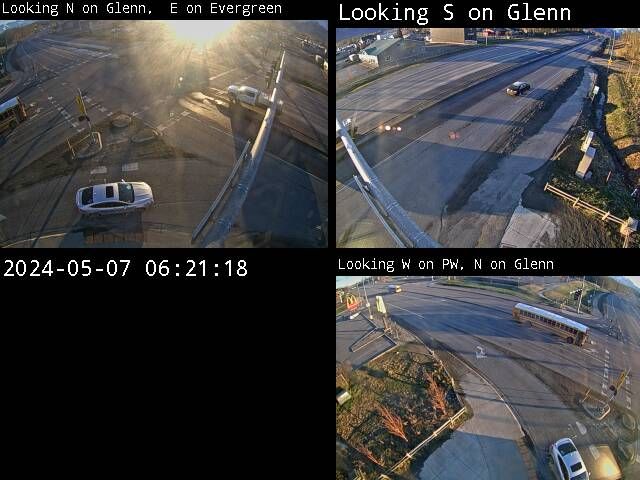 Looking N on Glenn,  E on Evergreen
Looking S on Glenn
2024-05-07 06:21:18
Looking W on PW, N on Glenn